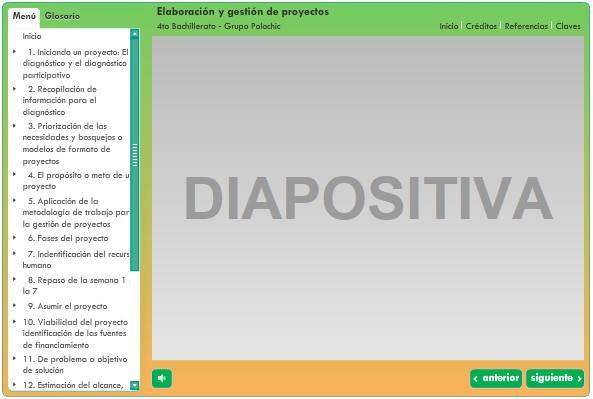 Menú Glosario
Elaboración y gestión de proyectos
4to Bachillerato - Grupo Polochic
Inicio Créditos Referencias Claves
Inicio
1. Iniciando un proyecto: El
diagnóstico y el diagnóstico
participativo
2. Recopilación de
información para el
diagnóstico
3. Priorización de las
necesidades y bosquejos o
modelos de formato de
proyectos
4. El propósito o meta de u
proyecto
5. Aplicación de la
metodología de trabajo par
la gestión de proyectos
6. Fases del proyecto
7. Indentificación del recurs
humano
8. Repaso de la semana 1
la 7
9. Asumir el proyecto
10. Viabilidad del proyecto
identificación de las fuentes
de financiamiento
11. De problema a objetivo
de solución
12. Estimación del alcance,
DIAPOSITIVA
‹ anterior
siguiente ›